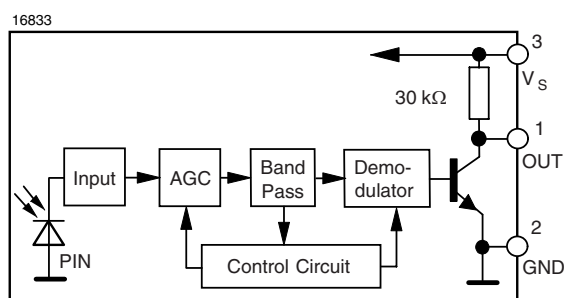 16833
3
V S
30 kΩ
1
OUT
Input
AGC
Band
Pass
Demo-
dulator
2
GND
PIN
Control Circuit